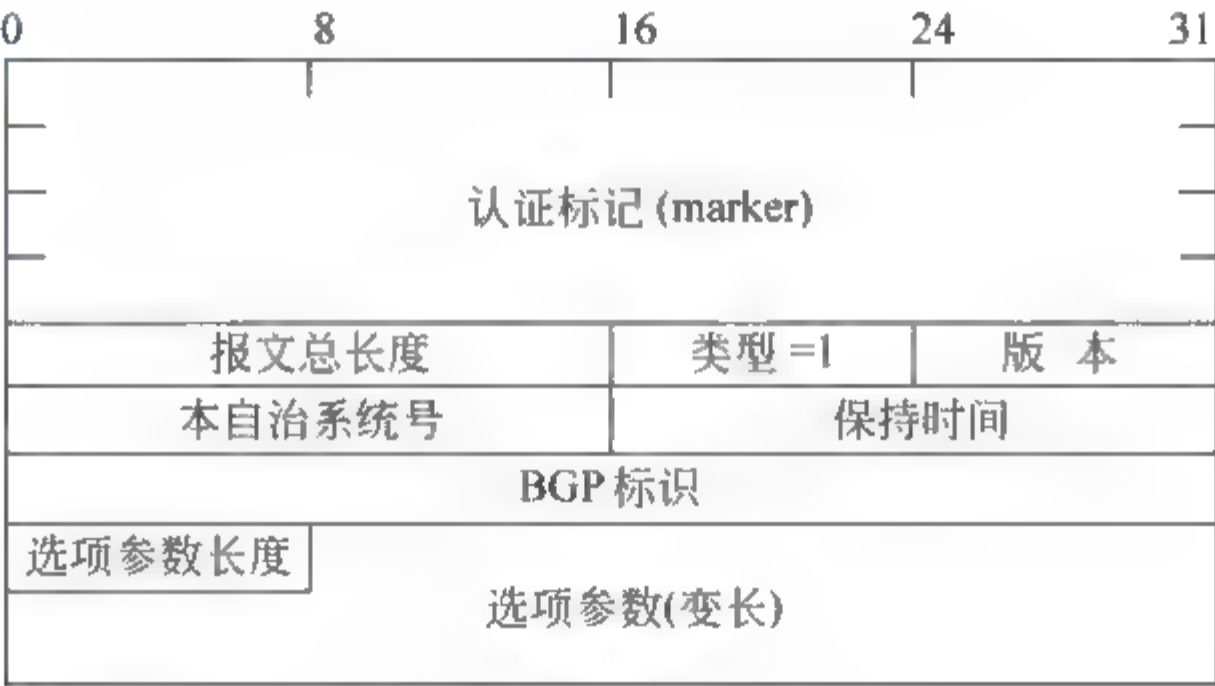 0 8 16 24 31
认证标记 (marker)
报文总长度 类型 =1 版 本
本自治系统号 保持时间
BGP 标识
选项参数长度
选项参数(变长)